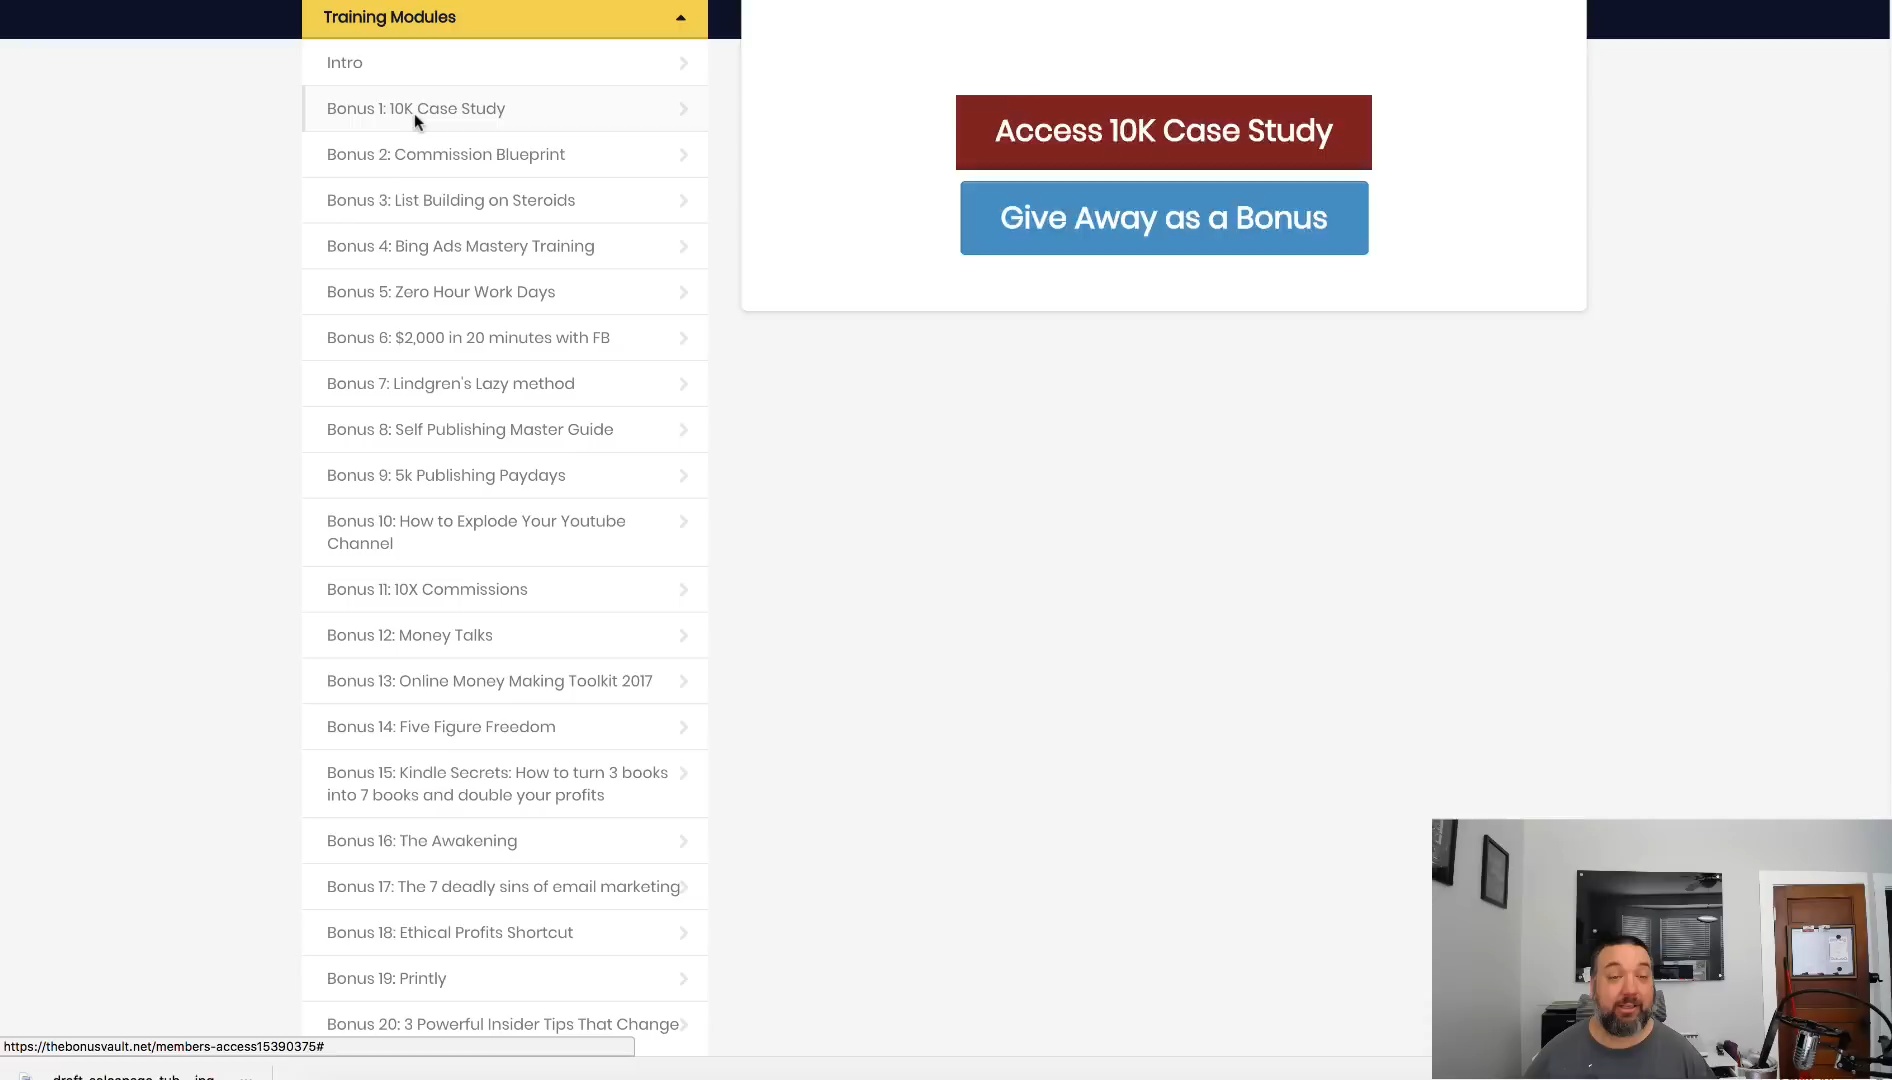 Training Modules
Intro
Bonus 1: 10K Case Study
Bonus 2: Commission Blueprint
Bonus 3: List Building on Steroids
Bonus 4: Bing Ads Mastery Training
Bonus 5: Zero Hour Work Days
Bonus 6: $2,000 in 20 minutes with FB
Bonus 7: Lindgren's Lazy method
Bonus 8: Self Publishing Master Guide
Bonus 9: 5k Publishing Paydays
Bonus 10: How to Explode Your Youtube
Channel
Bonus 11: 10X Commissions
Bonus 12: Money Talks
Bonus 13: Online Money Making Toolkit 2017
Bonus 14: Five Figure Freedom
Bonus 15: Kindle Secrets: How to turn 3 books
into 7 books and double your profits
Bonus 16: The Awakening
Bonus 17: The 7 deadly sins of email marketing
Bonus 18: Ethical Profits Shortcut
Bonus 19: Printly
Bonus 20: 3 Powerful Insider Tips That Change
Access 10K Case Study
Give Away as a Bonus
https://thebonusvault.net/members-access15390375#